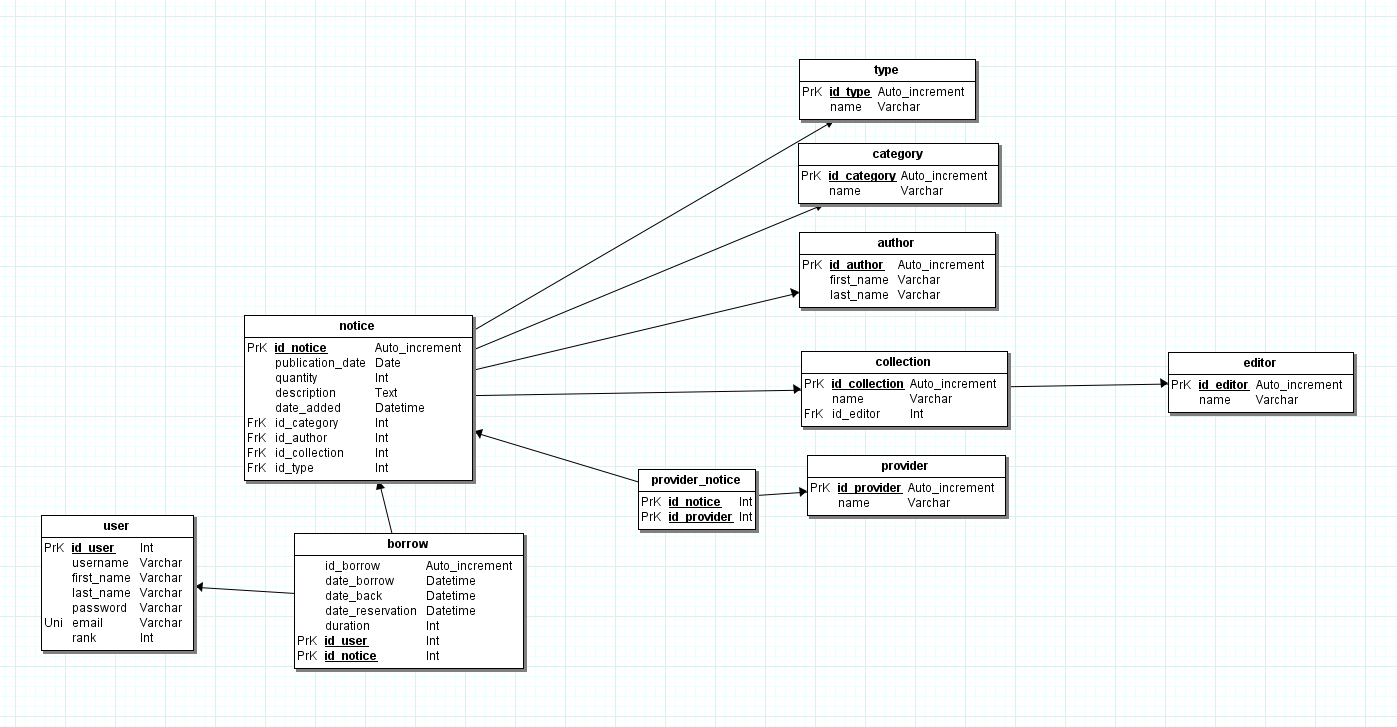 type
PrK id_type Auto_increment
name Varchar
category
PrK id_category Auto_increment
name Varchar
author
PrK id_author Auto_increment
first_name Varchar
last_name Varchar
notice
PrK id_notice Auto_increment
publication_date Date
quantity Int
description Text
date_added Datetime
FrK id_category Int
FrK id_author Int
FrK id_collection Int
FrK id_type Int
collection
PrK id_collection Auto_increment
name Varchar
FrK id_editor Int
editor
PrK id_editor Auto_increment
name Varchar
provider_notice
PrK id_notice Int
PrK id_provider Int
provider
PrK id_provider Auto_increment
name Varchar
user
PrK id_user Int
username Varchar
first_name Varchar
last_name Varchar
password Varchar
Uni email Varchar
rank Int
borrow
id_borrow Auto_increment
date_borrow Datetime
date_back Datetime
date_reservation Datetime
duration Int
PrK id_user Int
PrK id_notice Int